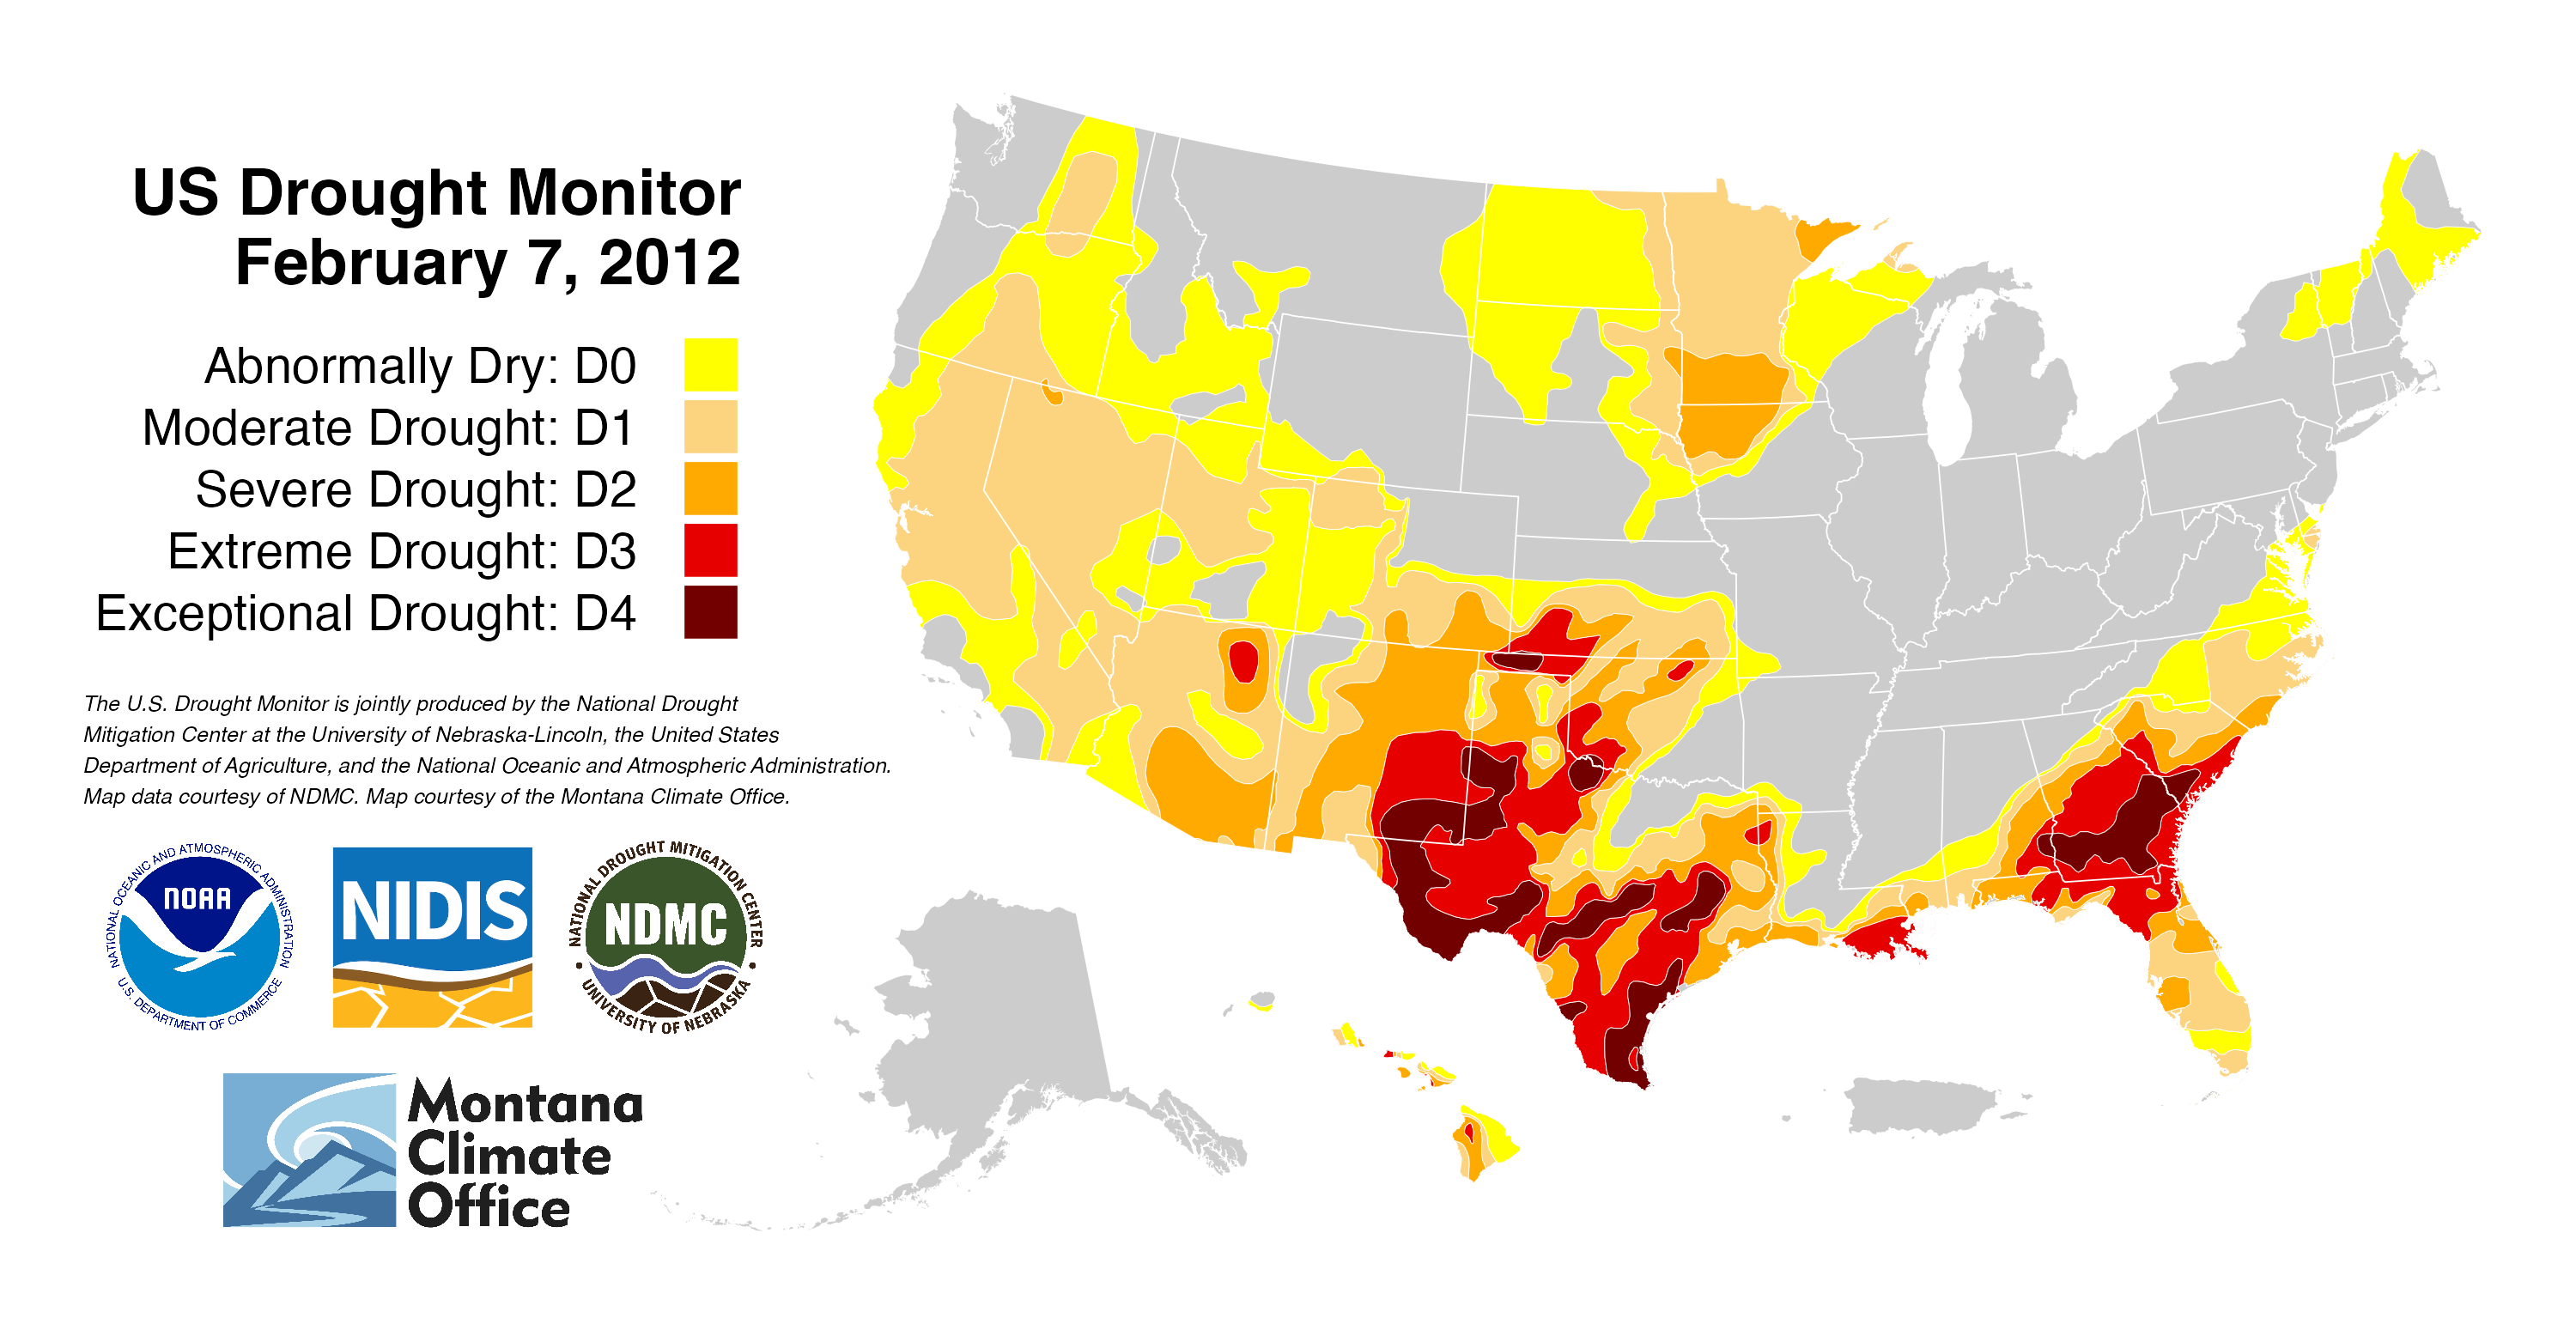 US Drought Monitor
February 7, 2012
Abnormally Dry: D0
Moderate Drought: D1
Severe Drought: D2
Extreme Drought: D3
Exceptional Drought: D4
The U.S. Drought Monitor is jointly produced by the National Drought
Mitigation Center at the University of Nebraska-Lincoln, the United States
Department of Agriculture, and the National Oceanic and Atmospheric Administration.
Map data courtesy of NDMC. Map courtesy of the Montana Climate Office.
NATIONAL OCEANIC AND ATMOSPHERIC ADMINISTRATION
NOAA
U.S. DEPARTMENT OF COMMERCE
NIDIS
NATIONAL DROUGHT MITIGATION CENTER
NDMC
UNIVERSITY OF NEBRASKA
Montana
Climate
Office